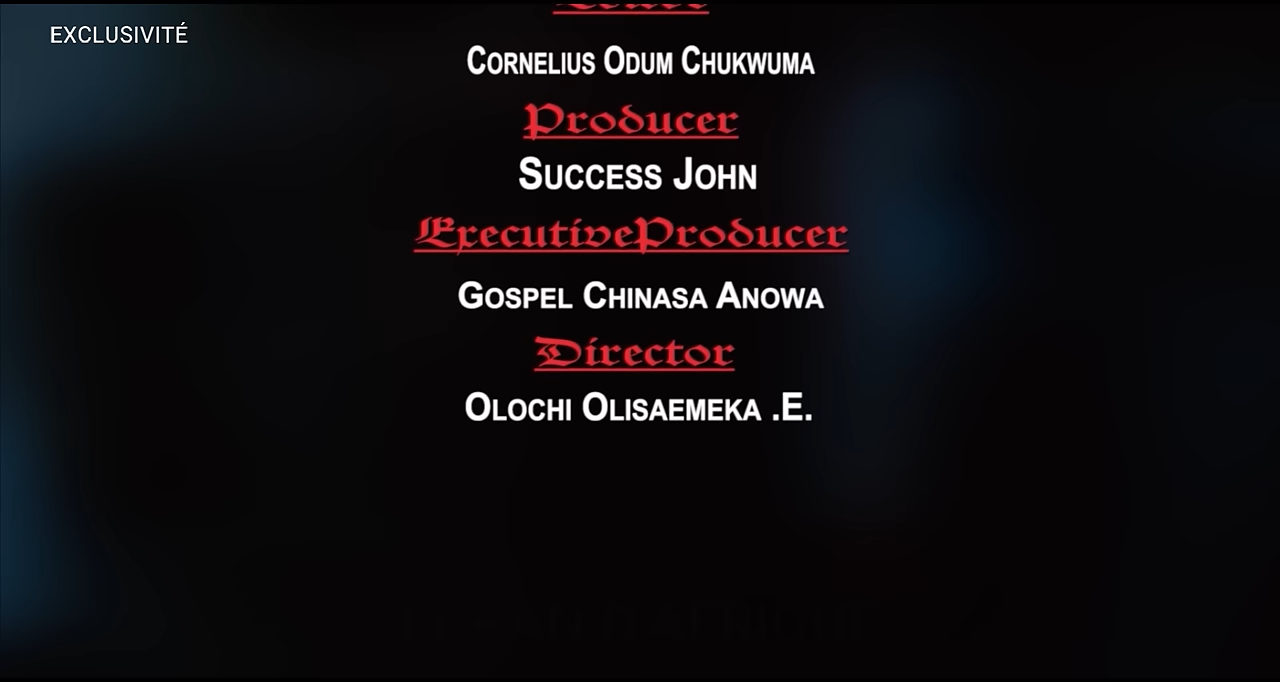 EXCLUSIVITÉ
CORNELIUS ODUM CHUKWUMA
Producer
SUCCESS JOHN
ExecutiveProducer
GOSPEL CHINASA ANOWA
Director
OLOCHI OLISAEMEKA .E.